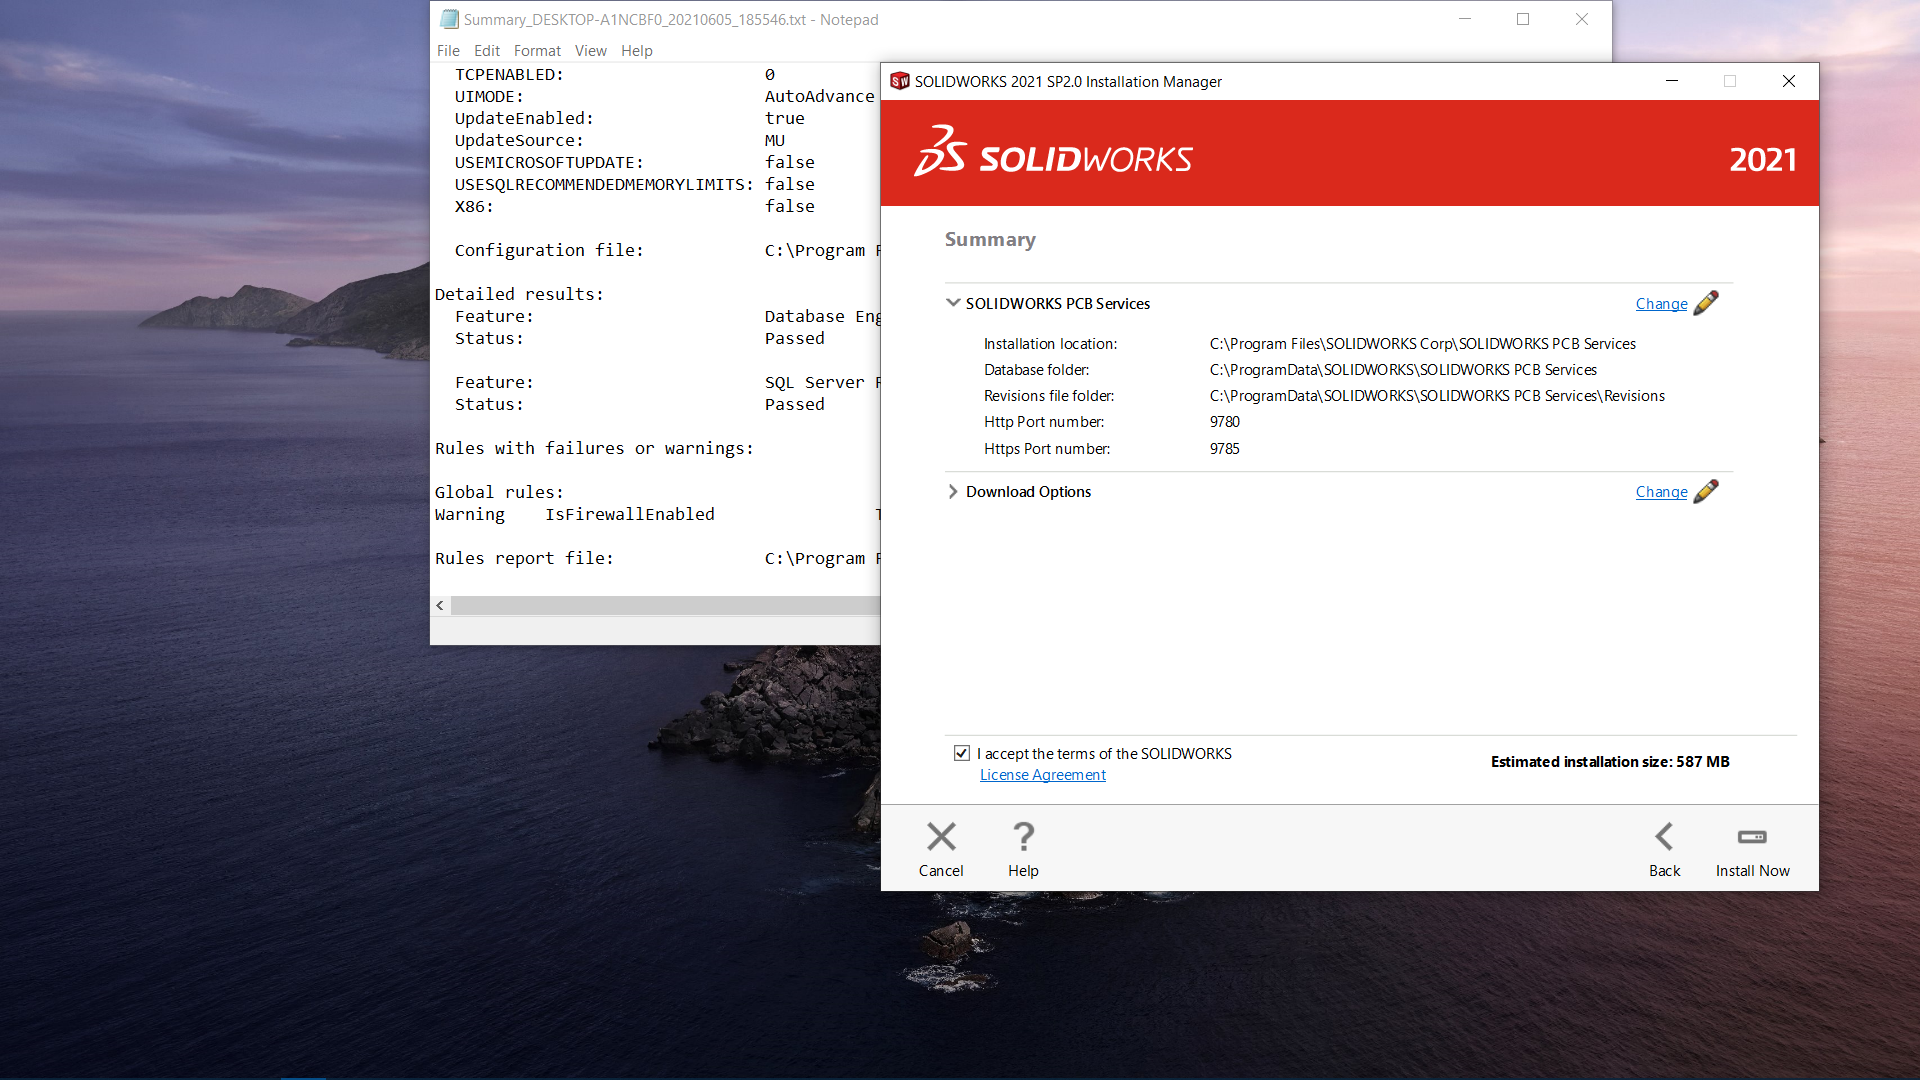 Summary_DESKTOP-A1NCBF0_20210605_185546.txt - Notepad
File Edit Format View Help
TCPENABLED: 0
UIMODE: AutoAdvance
UpdateEnabled: true
UpdateSource: MU
USEMICROSOFTUPDATE: false
USESQLRECOMMENDEDMEMORYLIMITS: false
X86: false
Configuration file: C:\Program
Detailed results:
Feature: Database Eng
Status: Passed
Feature: SQL Server
Status: Passed
Rules with failures or warnings:
Global rules:
Warning IsFirewallEnabled
Rules report file: C:\Program
SW SOLIDWORKS 2021 SP2.0 Installation Manager
SOLIDWORKS 2021
Summary
SOLIDWORKS PCB Services Change
Installation location: C:\Program Files\SOLIDWORKS Corp\SOLIDWORKS PCB Services
Database folder: C:\ProgramData\SOLIDWORKS\SOLIDWORKS PCB Services
Revisions file folder: C:\ProgramData\SOLIDWORKS\SOLIDWORKS PCB Services\Revisions
Http Port number: 9780
Https Port number: 9785
Download Options Change
I accept the terms of the SOLIDWORKS
License Agreement
Estimated installation size: 587 MB
Cancel Help Back Install Now